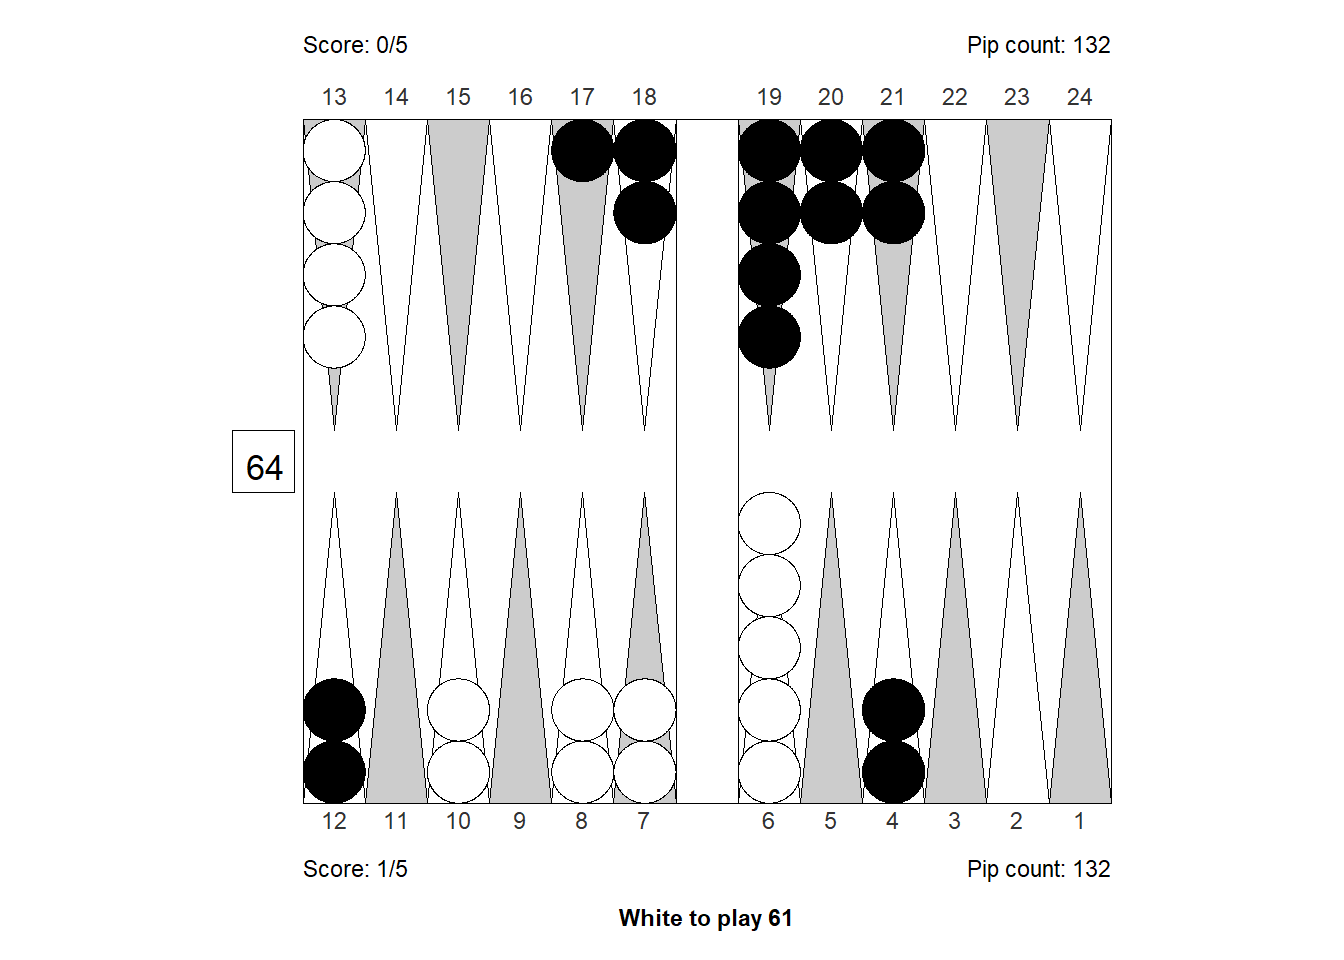 Score: 0/5 Pip count: 132
13 14 15 16 17 18 19 20 21 22 23 24
64
12 11 10 9 8 7 6 5 4 3 2 1
Score: 1/5 Pip count: 132
White to play 61